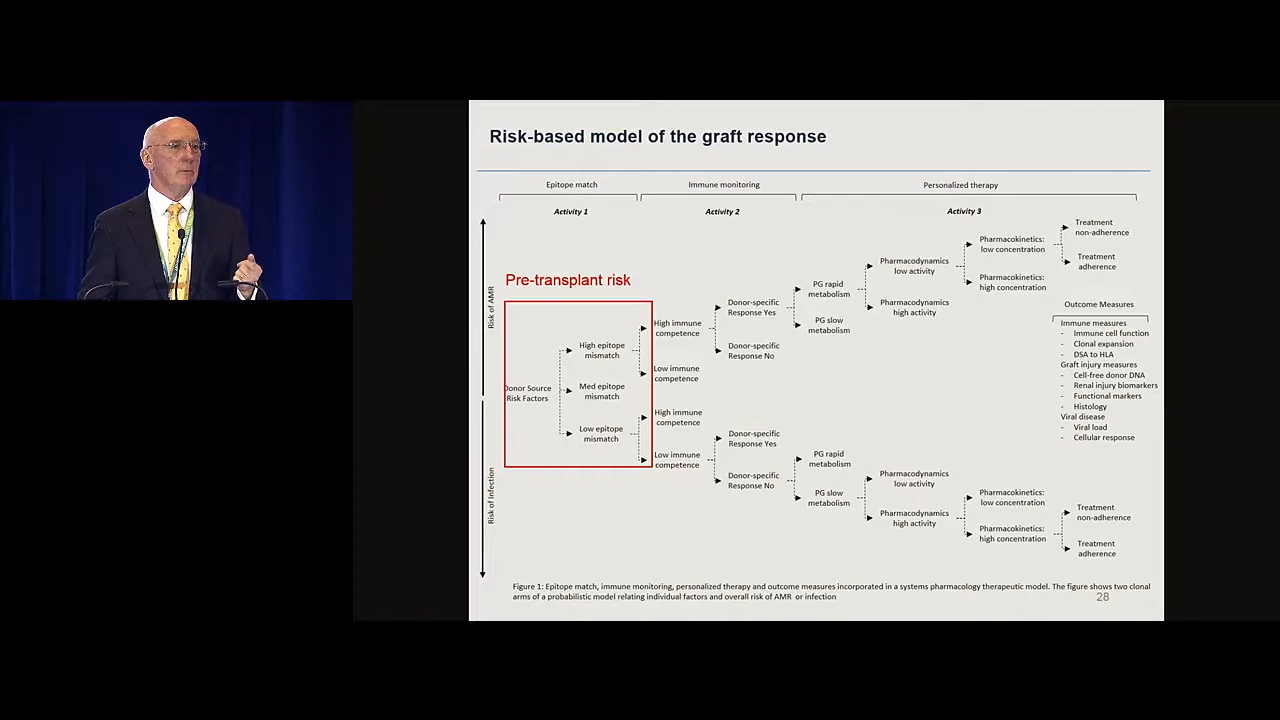 Risk-based model of the graft response
Epitope match
Immune monitoring
Personalized therapy
Activity 1
Activity 2
Activity 3
Risk of AMR
Risk of Infection
Pre-transplant risk
Donor Source
Risk Factors
High epitope
mismatch
Med epitope
mismatch
Low epitope
mismatch
High immune
competence
Low immune
competence
High immune
competence
Low immune
competence
Donor-specific
Response Yes
Donor-specific
Response No
Donor-specific
Response Yes
Donor-specific
Response No
PG rapid
metabolism
PG slow
metabolism
PG rapid
metabolism
PG slow
metabolism
Pharmacodynamics
low activity
Pharmacodynamics
high activity
Pharmacodynamics
low activity
Pharmacodynamics
high activity
Pharmacokinetics:
low concentration
Pharmacokinetics:
high concentration
Pharmacokinetics:
low concentration
Pharmacokinetics:
high concentration
Treatment
non-adherence
Treatment
adherence
Treatment
non-adherence
Treatment
adherence
Outcome Measures
Immune measures
- Immune cell function
- Clonal expansion
- DSA to HLA
Graft injury measures
- Cell-free donor DNA
- Renal injury biomarkers
- Functional markers
- Histology
Viral disease
- Viral load
- Cellular response
Figure 1: Epitope match, immune monitoring, personalized therapy and outcome measures incorporated in a systems pharmacology therapeutic model. The figure shows two clonal
arms of a probabilistic model relating individual factors and overall risk of AMR or infection
28